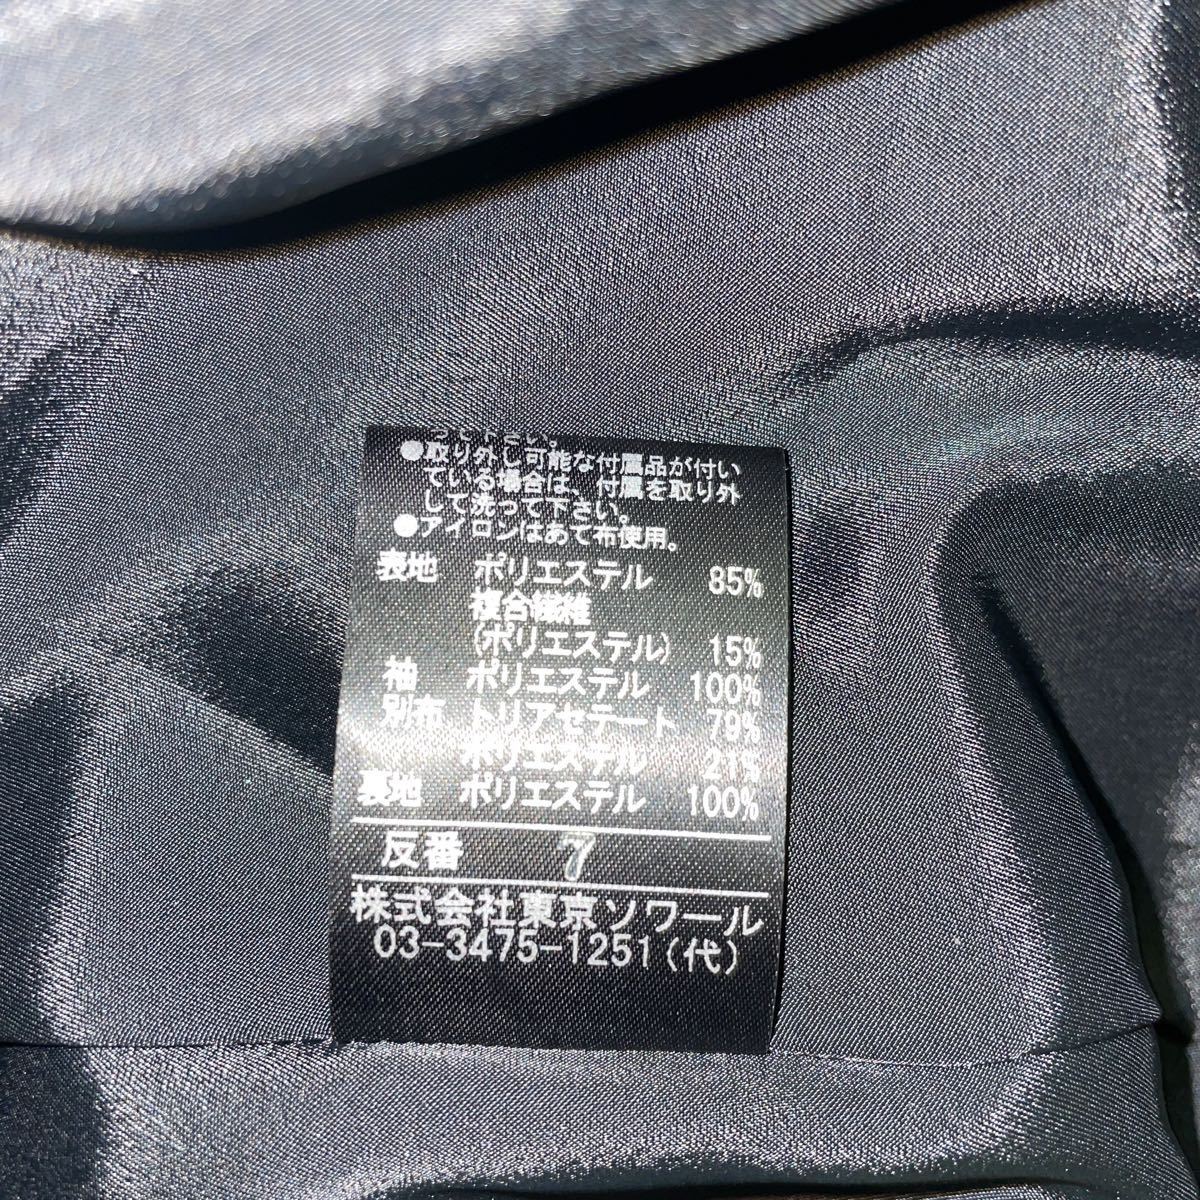 って下さい。
●取り外し可能な付属品が付い
ている場合は、付属を取り外
して洗って下さい。
●アイロンはあて布使用。
表地 ポリエステル 85%
複合繊維
(ポリエステル) 15%
袖 ポリエステル 100%
別布 トリアセテート 79%
ポリエステル 21%
裏地 ポリエステル 100%
反番 7
株式会社東京ソワール
03-3475-1251(代)